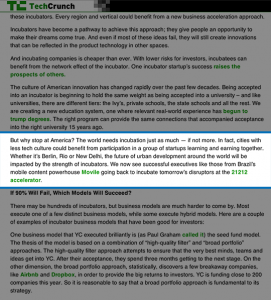 TechCrunch
these incubators. Every region and vertical could benefit from a new business acceleration approach.
Incubators have become a pathway to achieve this approach; they give people an opportunity to
make their dreams come true. And even if most of these ideas fail, they will still create innovations
that can be reflected in the product technology in other spaces.
And incubating companies is cheaper than ever. With lower risks for investors, incubators can
benefit from the network effect of the incubator. One incubator startup's success raises the
prospects of others.
The culture of American innovation has changed rapidly over the past few decades. Being accepted
into an incubator is beginning to hold the same weight as being accepted into a university – and like
universities, there are different tiers: the Ivy's, private schools, the state schools and all the rest. We
are creating a new education system, one where relevant real-world experience has begun to
trump degrees. The right program can provide the same connections that accompanied acceptance
into the right university 15 years ago.
But why stop at America? The world needs incubation just as much — if not more. In fact, cities with
less tech culture could benefit from participation in a group of startups learning and earning together.
Whether it's Berlin, Rio or New Delhi, the future of urban development around the world will be
impacted by the strength of incubators. We now see successful executives like those from Brazil's
mobile content powerhouse Movile going back to incubate tomorrow's disruptors at the 21212
accelerator.
If 90% Will Fail, Which Models Will Succeed?
There may be hundreds of incubators, but business models are much harder to come by. Most
execute one of a few distinct business models, while some execute hybrid models. Here are a couple
of examples of incubator business models that have been good for investors:
One business model that YC executed brilliantly is (as Paul Graham called it) the seed fund model.
The thesis of the model is based on a combination of "high-quality filter" and "broad portfolio"
approaches. The high-quality filter approach attempts to ensure that the very best minds, teams and
ideas get into YC. After their acceptance, they spend three months getting to the next stage. On the
other dimension, the broad portfolio approach, statistically, discovers a few breakaway companies,
like Airbnb and Dropbox, in order to provide the big returns to investors. YC is funding close to 200
companies this year. So it is reasonable to say that a broad portfolio approach is fundamental to its
strategy.